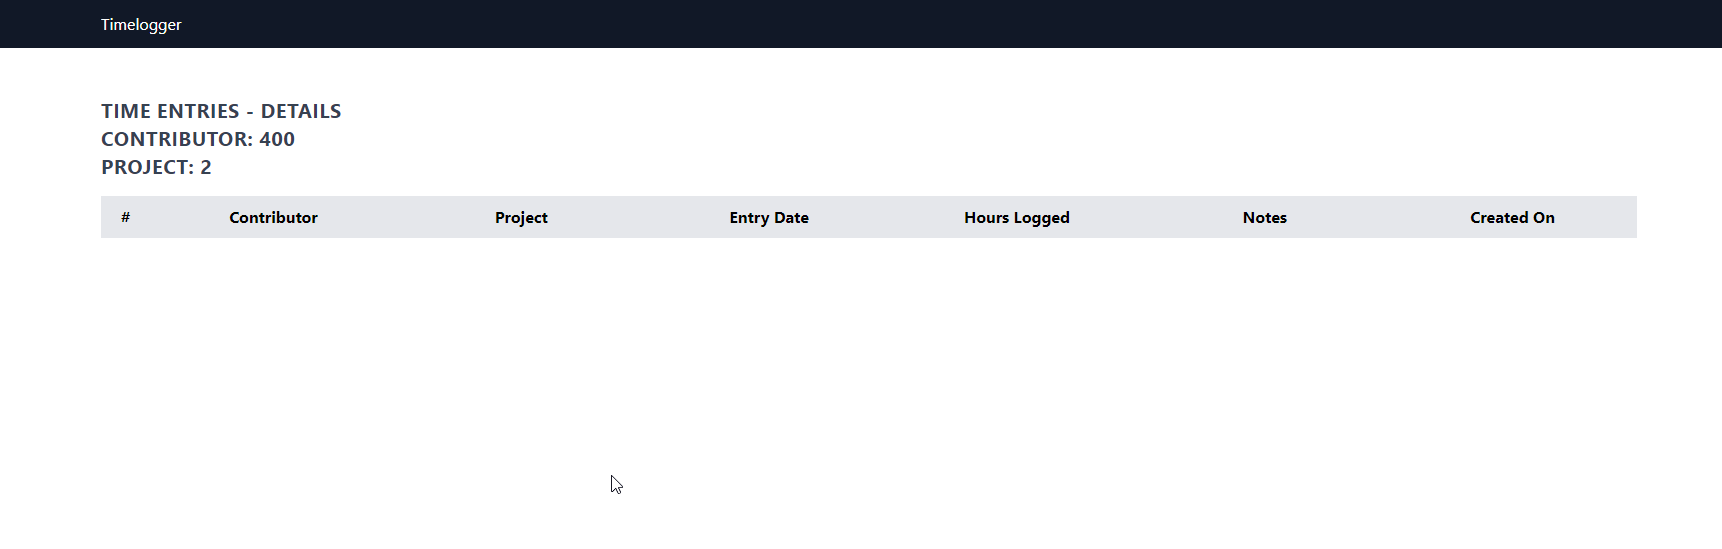 Timelogger
TIME ENTRIES - DETAILS
CONTRIBUTOR: 400
PROJECT: 2
# Contributor Project Entry Date Hours Logged Notes Created On